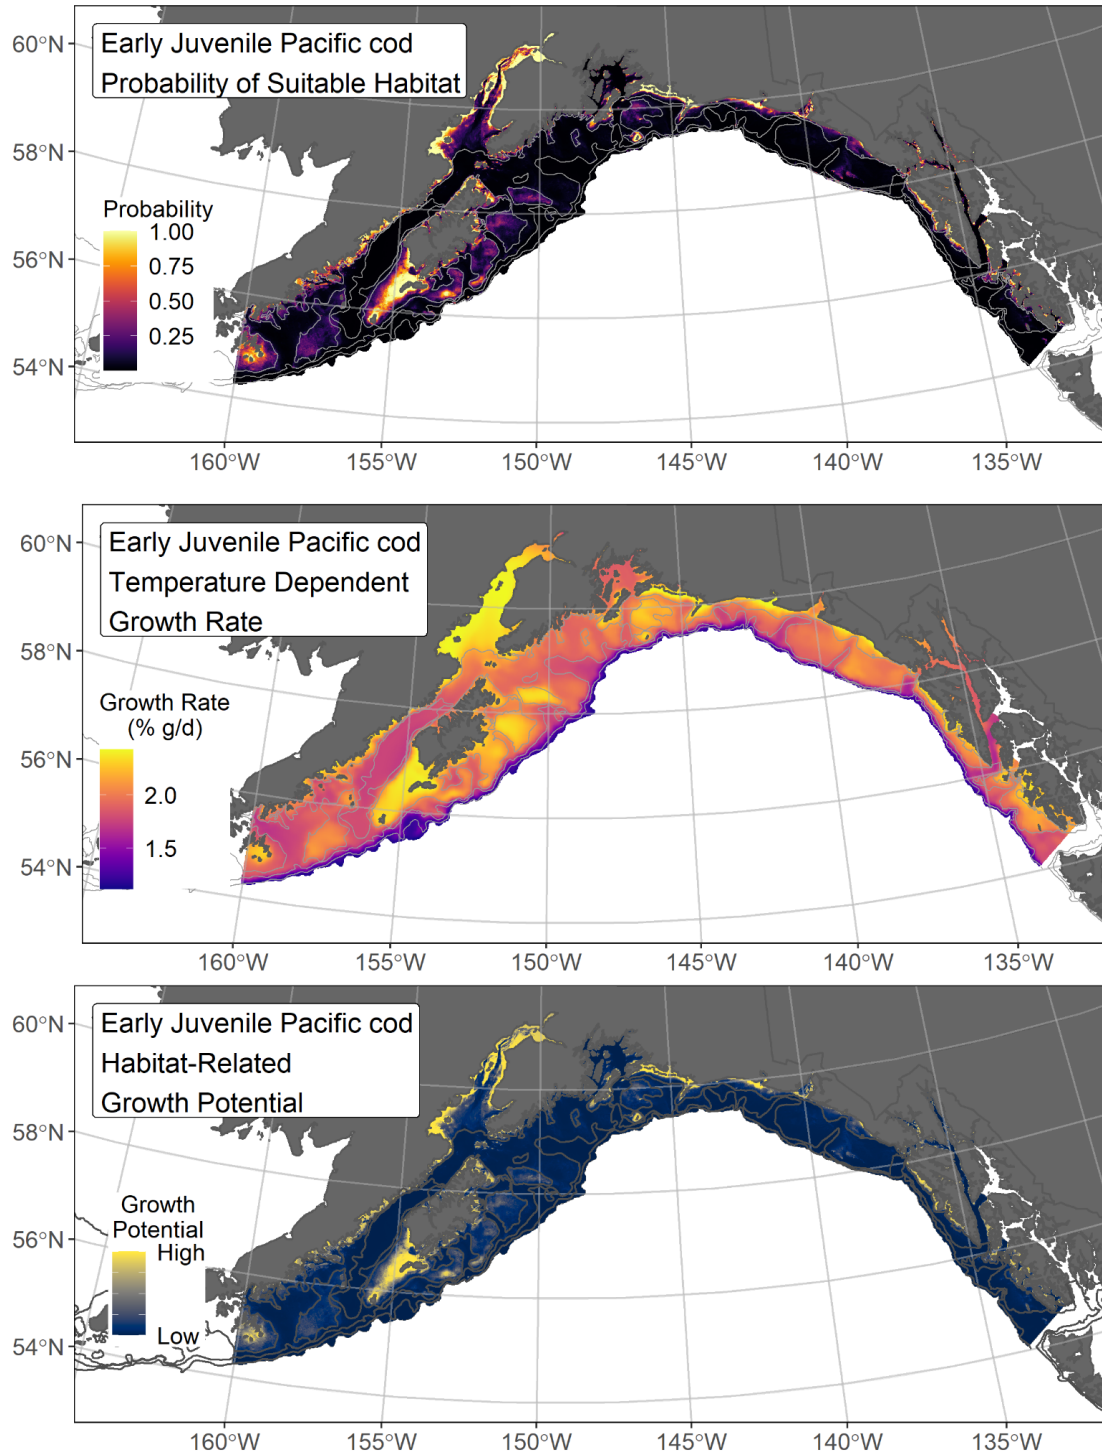 Early Juvenile Pacific cod
Probability of Suitable Habitat
60°N
58°N
56°N
54°N
Probability
1.00
0.75
0.50
0.25
160°W 155°W 150°W 145°W 140°W 135°W
Early Juvenile Pacific cod
Temperature Dependent
Growth Rate
60°N
58°N
56°N
54°N
Growth Rate
(% g/d)
2.0
1.5
160°W 155°W 150°W 145°W 140°W 135°W
Early Juvenile Pacific cod
Habitat-Related
Growth Potential
60°N
58°N
56°N
54°N
Growth
Potential
High
Low
160°W 155°W 150°W 145°W 140°W 135°W